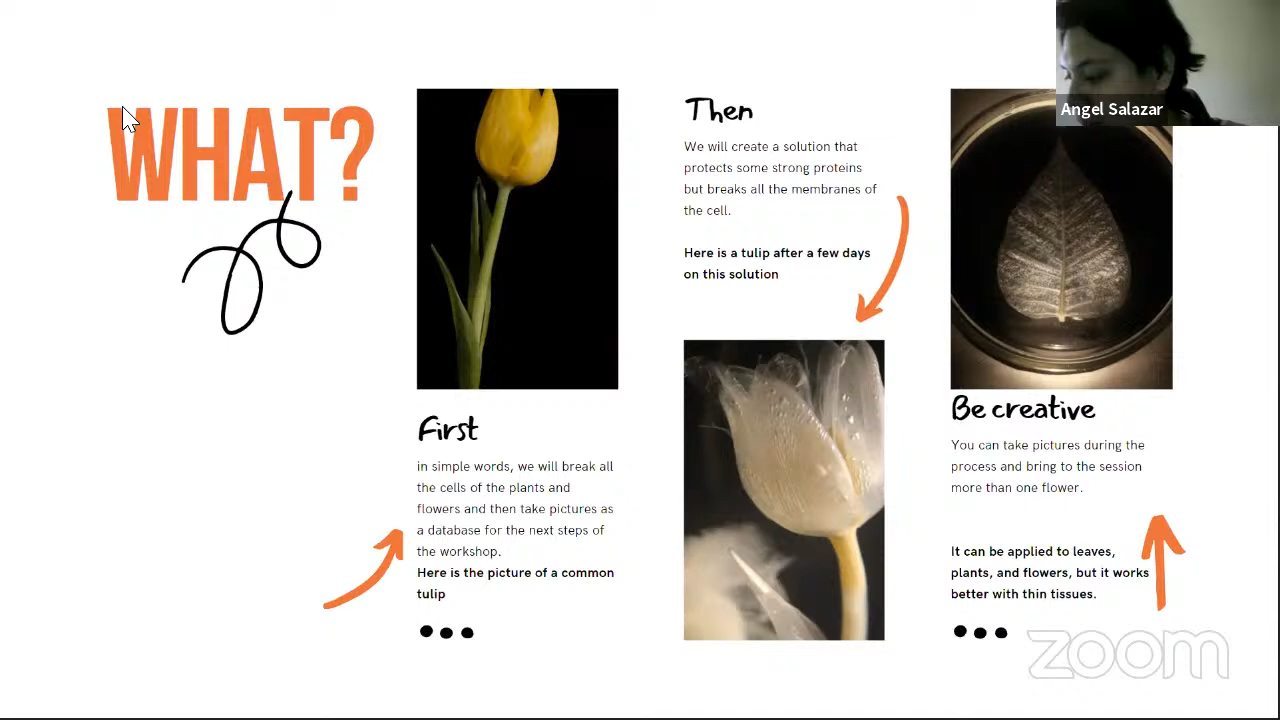 WHAT?
First
in simple words, we will break all
the cells of the plants and
flowers and then take pictures as
a database for the next steps of
the workshop.
Here is the picture of a common
tulip
Then
We will create a solution that
protects some strong proteins
but breaks all the membranes of
the cell.
Here is a tulip after a few days
on this solution
Be creative
You can take pictures during the
process and bring to the session
more than one flower.
It can be applied to leaves,
plants, and flowers, but it works
better with thin tissues.
Angel Salazar
zoom